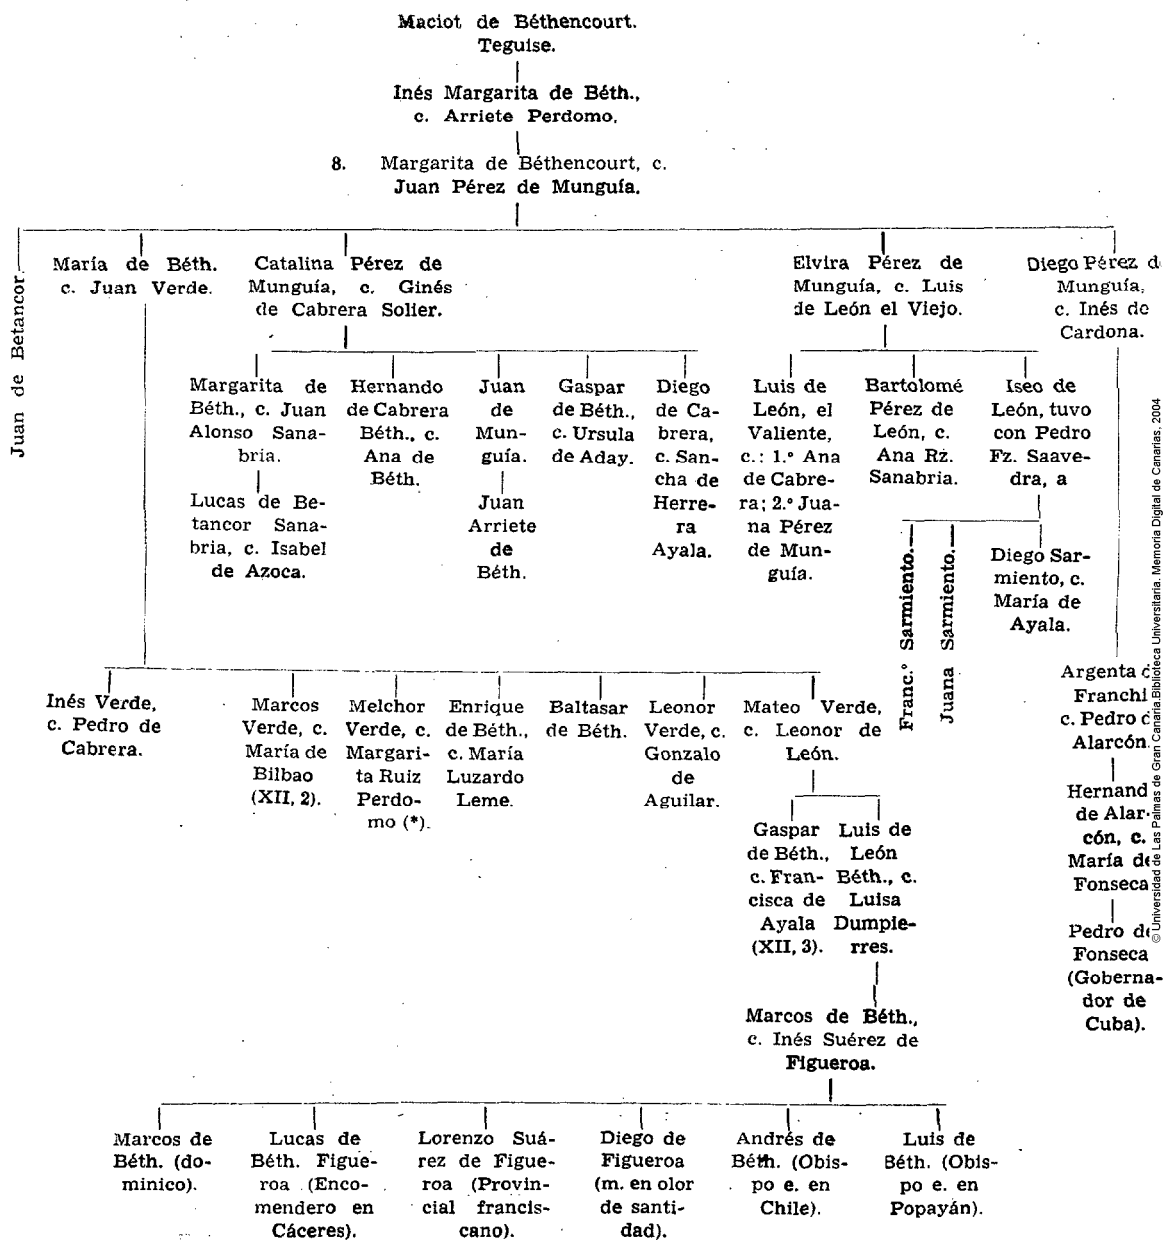 Maciot de Béthencourt.
Teguise.
Inés Margarita de Béth.,
c. Arriete Perdomo.
8. Margarita de Béthencourt, c.
Juan Pérez de Munguía.
Juan de Betancor.
María de Béth.
c. Juan Verde.
Catalina Pérez de
Munguía, c. Ginés
de Cabrera Solier.
Elvira Pérez de
Munguía, c. Luis
de León el Viejo.
Diego Pérez d
Munguía,
c. Inés de
Cardona.
Margarita de
Béth., c. Juan
Alonso Sana-
bria.
Lucas de Be-
tancor Sana-
bria, c. Isabel
de Azoca.
Hernando
de Cabrera
Béth., c.
Ana de
Béth.
Juan
de
Mun-
guía.
Juan
Arriete
de
Béth.
Gaspar
de Béth.,
c. Ursula
de Aday.
Diego
de Ca-
brera,
c. San-
cha de
Herre-
ra
Ayala.
Luis de
León, el
Valiente,
c.: 1.º Ana
de Cabre-
ra; 2.º Jua-
na Pérez
de Mun-
guía.
Bartolomé
Pérez de
León, c.
Ana Rz.
Sanabria.
Iseo de
León, tuvo
con Pedro
Fz. Saave-
dra, a
Franc.º Sarmiento.
Juana Sarmiento.
Diego Sar-
miento, c.
María de
Ayala.
Inés Verde,
c. Pedro de
Cabrera.
Marcos
Verde, c.
María de
Bilbao
(XII, 2).
Melchor
Verde, c.
Margari-
ta Ruiz
Perdo-
mo (*).
Enrique
de Béth.,
c. María
Luzardo
Leme.
Baltasar
de Béth.
Leonor
Verde, c.
Gonzalo
de
Aguilar.
Mateo Verde,
c. Leonor de
León.
Argenta d
Franchi
c. Pedro d
Alarcón.
Hernand
de Alar-
cón, c.
María de
Fonseca
Pedro de
Fonseca
(Goberna-
dor de
Cuba).
Gaspar
de Béth.,
c. Fran-
cisca de
Ayala
(XII, 3).
Luis de
León
Béth., c.
Luisa
Dumpie-
rres.
Marcos de Béth.,
c. Inés Suérez de
Figueroa.
Marcos de
Béth. (do-
minico).
Lucas de
Béth. Figue-
roa (Enco-
mendero en
Cáceres).
Lorenzo Suá-
rez de Figue-
roa (Provin-
cial francis-
cano).
Diego de
Figueroa
(m. en olor
de santi-
dad).
Andrés de
Béth. (Obis-
po e. en
Chile).
Luis de
Béth. (Obis-
po e. en
Popayán).
© Universidad de Las Palmas de Gran Canaria. Biblioteca Universitaria. Memoria Digital de Canarias, 2004